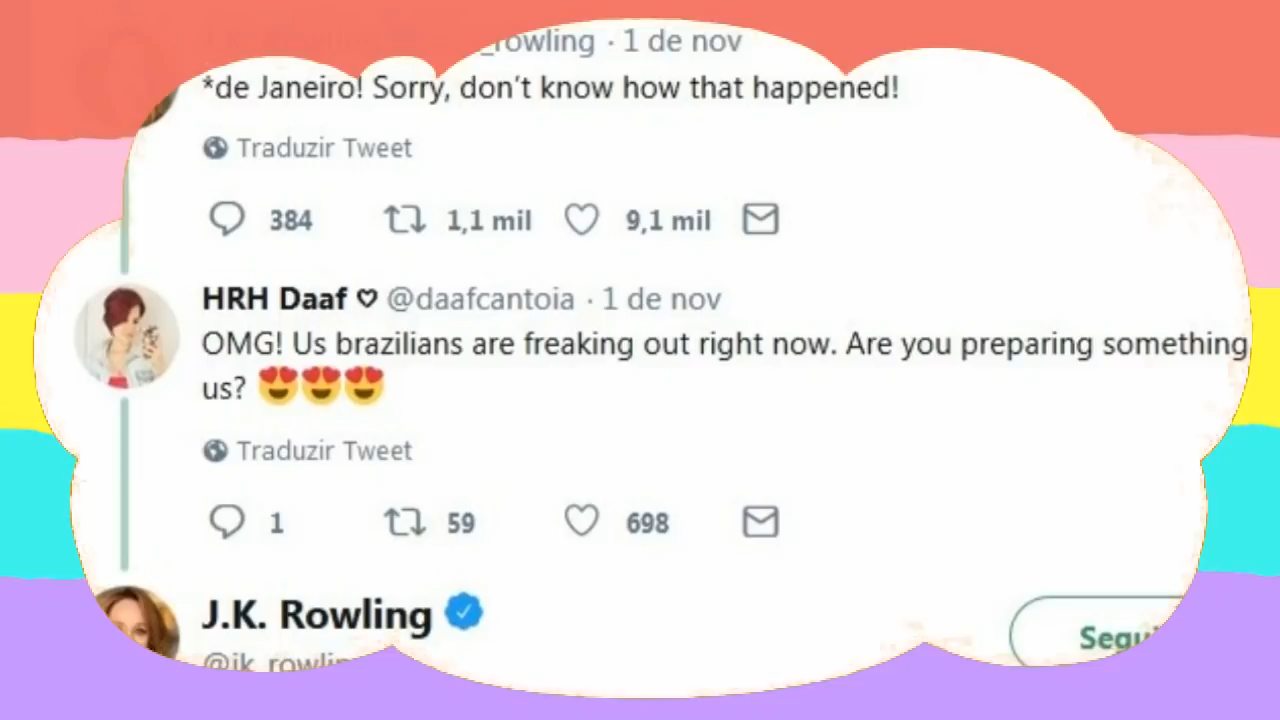 _rowling · 1 de nov
*de Janeiro! Sorry, don't know how that happened!
Traduzir Tweet
384 1,1 mil 9,1 mil
HRH Daaf ♡ @daafcantoia · 1 de nov
OMG! Us brazilians are freaking out right now. Are you preparing something
us? 😍😍😍
Traduzir Tweet
1 59 698
J.K. Rowling
@jk_rowlin
Segui